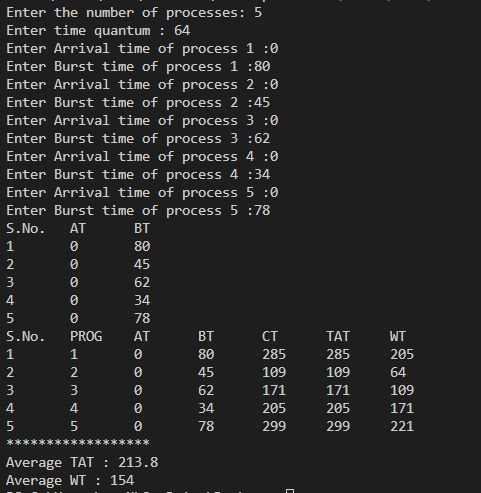 Enter the number of processes: 5
Enter time quantum : 64
Enter Arrival time of process 1 :0
Enter Burst time of process 1 :80
Enter Arrival time of process 2 :0
Enter Burst time of process 2 :45
Enter Arrival time of process 3 :0
Enter Burst time of process 3 :62
Enter Arrival time of process 4 :0
Enter Burst time of process 4 :34
Enter Arrival time of process 5 :0
Enter Burst time of process 5 :78
S.No. AT BT
1 0 80
2 0 45
3 0 62
4 0 34
5 0 78
S.No. PROG AT BT CT TAT WT
1 1 0 80 285 285 205
2 2 0 45 109 109 64
3 3 0 62 171 171 109
4 4 0 34 205 205 171
5 5 0 78 299 299 221
******************
Average TAT : 213.8
Average WT : 154